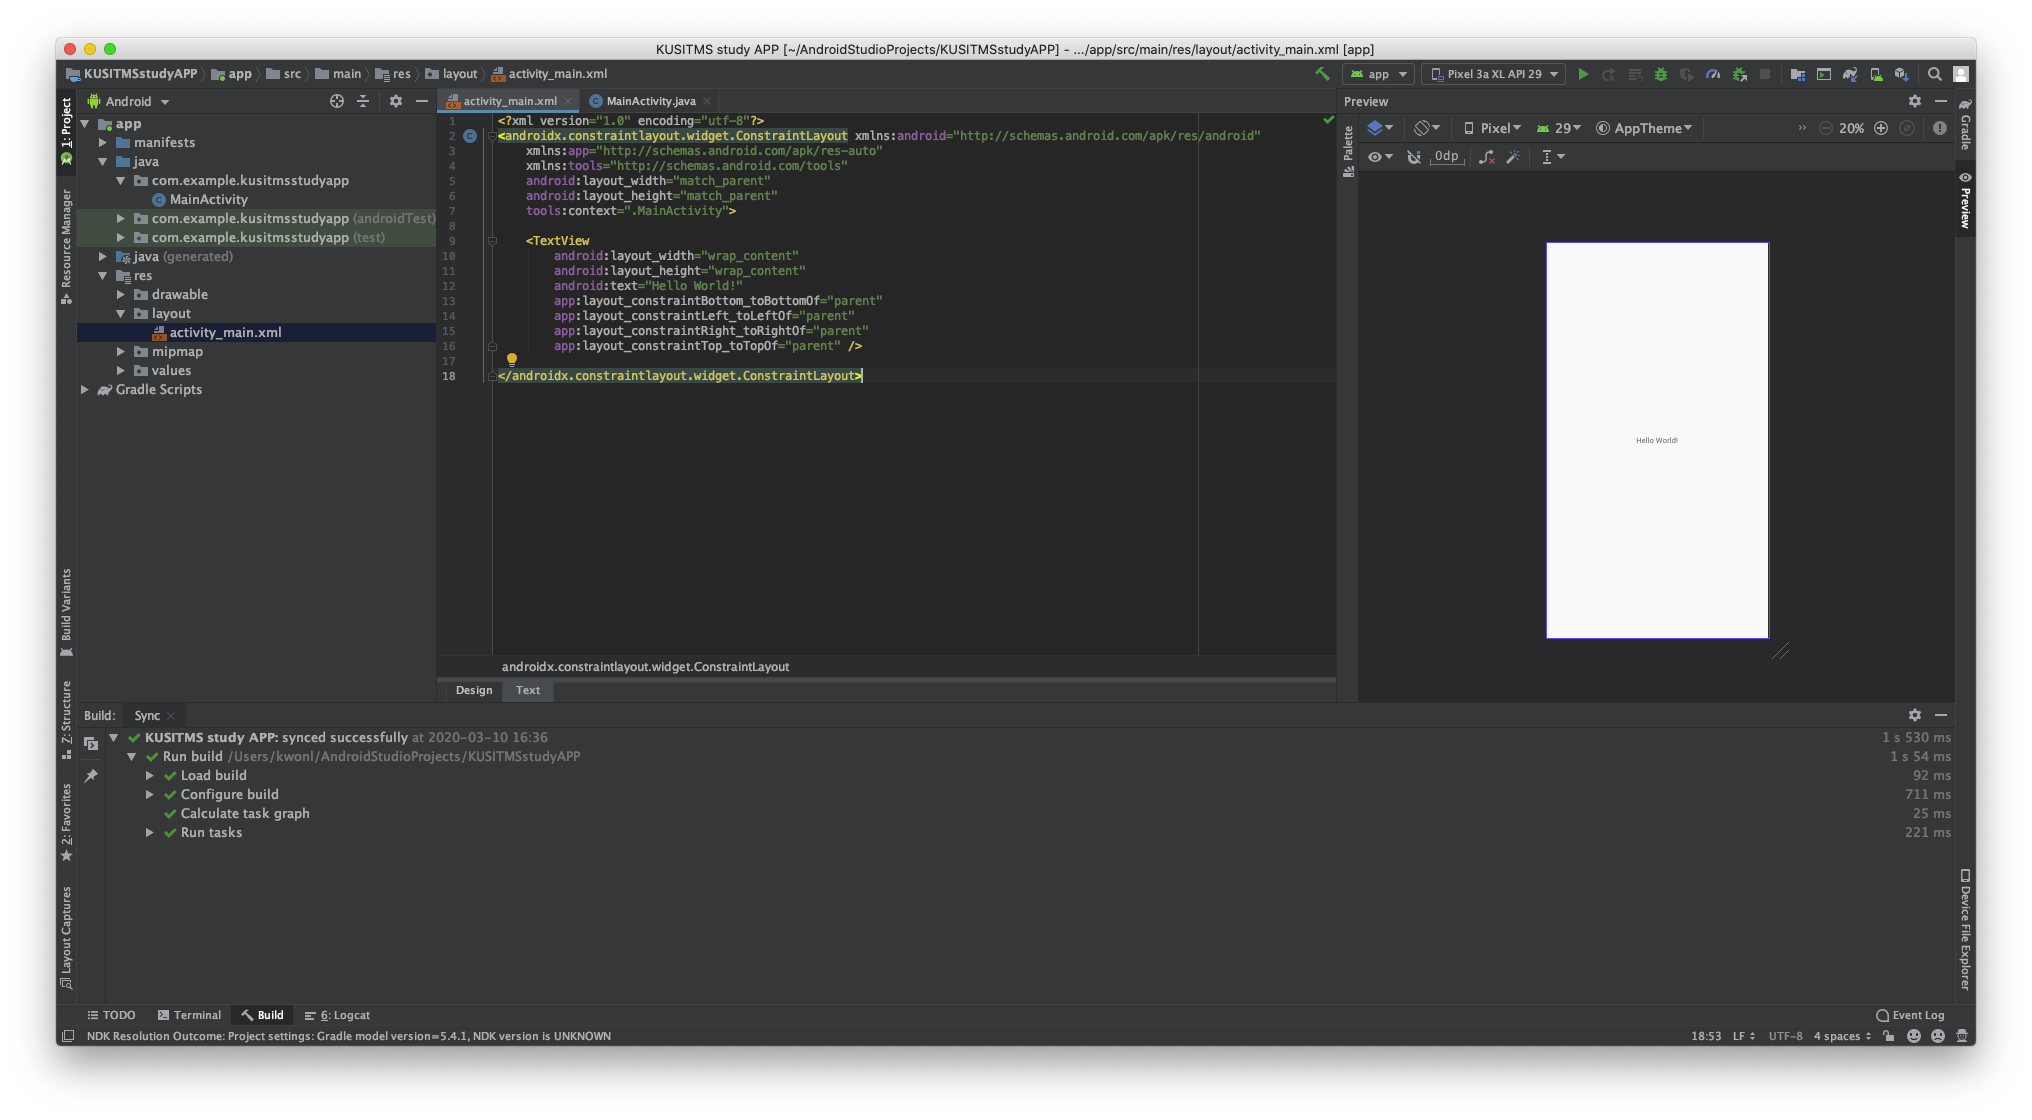 KUSITMS study APP [~/AndroidStudioProjects/KUSITMSstudyAPP] - .../app/src/main/res/layout/activity_main.xml [app]
KUSITMSstudyAPP app src main res layout activity_main.xml
app Pixel 3a XL API 29
1: Project
Resource Manager
Build Variants
Z: Structure
2: Favorites
Layout Captures
Android
app
manifests
java
com.example.kusitmsstudyapp
MainActivity
com.example.kusitmsstudyapp (androidTest)
com.example.kusitmsstudyapp (test)
java (generated)
res
drawable
layout
activity_main.xml
mipmap
values
Gradle Scripts
activity_main.xml MainActivity.java
1 <?xml version="1.0" encoding="utf-8"?>
2 <androidx.constraintlayout.widget.ConstraintLayout xmlns:android="http://schemas.android.com/apk/res/android"
3 xmlns:app="http://schemas.android.com/apk/res-auto"
4 xmlns:tools="http://schemas.android.com/tools"
5 android:layout_width="match_parent"
6 android:layout_height="match_parent"
7 tools:context=".MainActivity">
8
9 <TextView
10 android:layout_width="wrap_content"
11 android:layout_height="wrap_content"
12 android:text="Hello World!"
13 app:layout_constraintBottom_toBottomOf="parent"
14 app:layout_constraintLeft_toLeftOf="parent"
15 app:layout_constraintRight_toRightOf="parent"
16 app:layout_constraintTop_toTopOf="parent" />
17
18 </androidx.constraintlayout.widget.ConstraintLayout>
androidx.constraintlayout.widget.ConstraintLayout
Design Text
Preview
Palette
Pixel 29 AppTheme 20%
0dp
Hello World!
Gradle
Preview
Device File Explorer
Build: Sync
KUSITMS study APP: synced successfully at 2020-03-10 16:36 1 s 530 ms
Run build /Users/kwonl/AndroidStudioProjects/KUSITMSstudyAPP 1 s 54 ms
Load build 92 ms
Configure build 711 ms
Calculate task graph 25 ms
Run tasks 221 ms
TODO Terminal Build 6: Logcat Event Log
NDK Resolution Outcome: Project settings: Gradle model version=5.4.1, NDK version is UNKNOWN 18:53 LF UTF-8 4 spaces